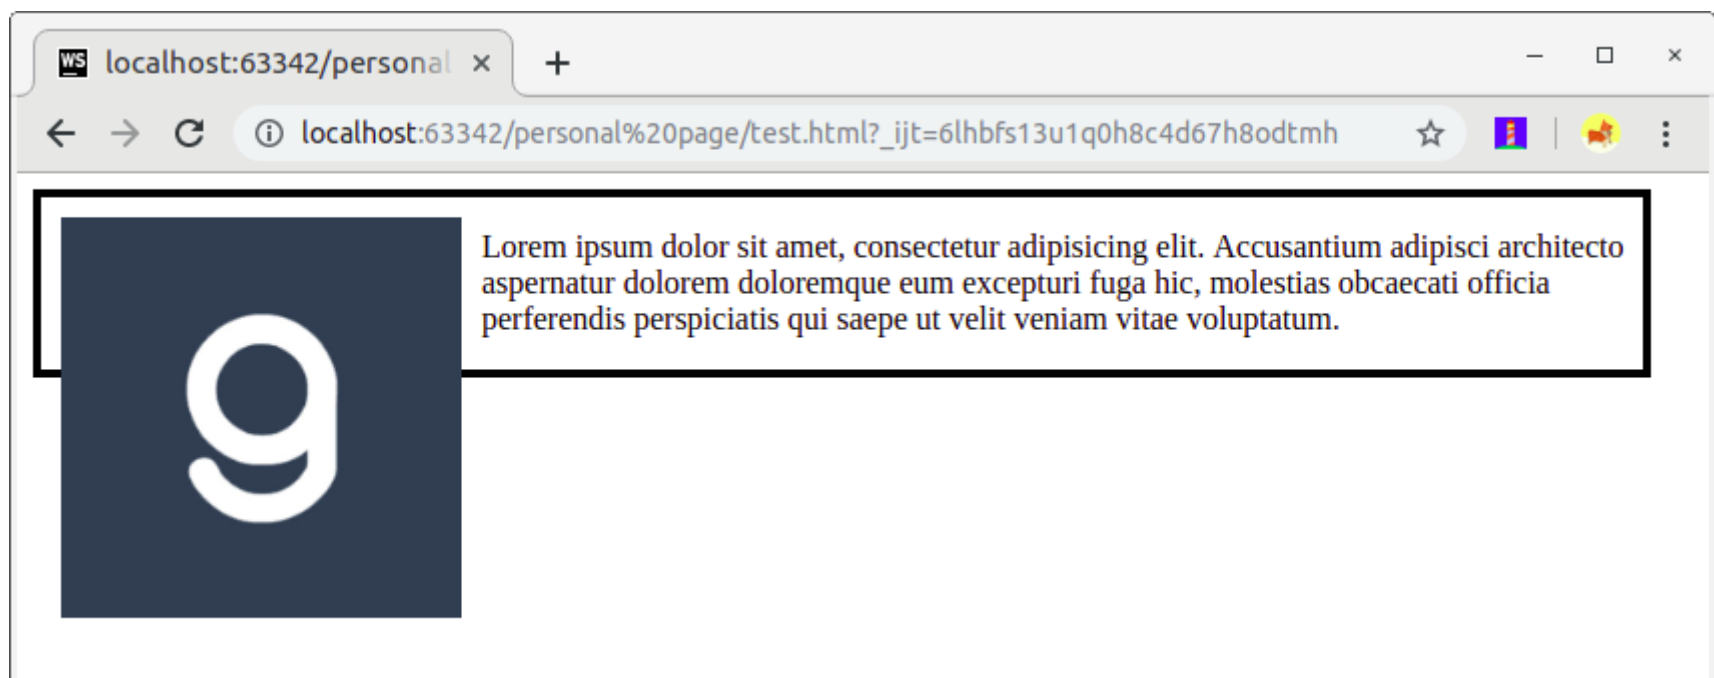 WS localhost:63342/personal
localhost:63342/personal%20page/test.html?_ijt=6lhbfs13u1q0h8c4d67h8odtmh
Lorem ipsum dolor sit amet, consectetur adipisicing elit. Accusantium adipisci architecto
aspernatur dolorem doloremque eum excepturi fuga hic, molestias obcaecati officia
perferendis perspiciatis qui saepe ut velit veniam vitae voluptatum.
g